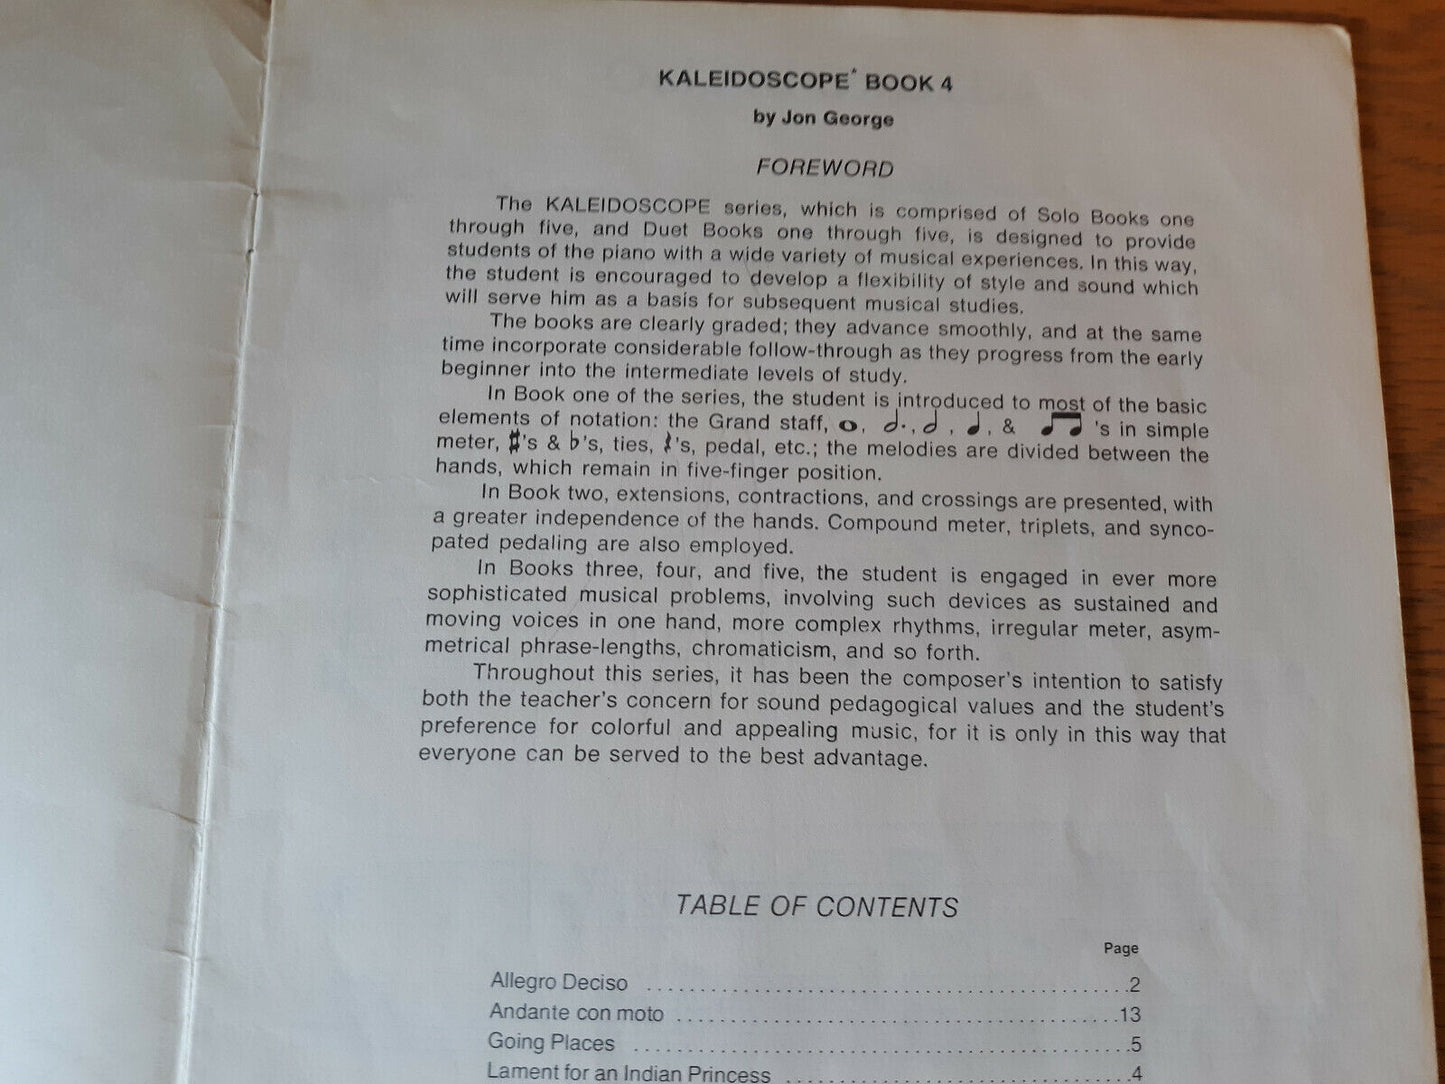 KALEIDOSCOPE* BOOK 4
by Jon George
FOREWORD
The KALEIDOSCOPE series, which is comprised of Solo Books one
through five, and Duet Books one through five, is designed to provide
students of the piano with a wide variety of musical experiences. In this way,
the student is encouraged to develop a flexibility of style and sound which
will serve him as a basis for subsequent musical studies.
The books are clearly graded; they advance smoothly, and at the same
time incorporate considerable follow-through as they progress from the early
beginner into the intermediate levels of study.
In Book one of the series, the student is introduced to most of the basic
elements of notation: the Grand staff, 𝅝, 𝅗𝅥., 𝅗𝅥, ♩, & ♫'s in simple
meter, ♯'s & ♭'s, ties, 𝄽's, pedal, etc.; the melodies are divided between the
hands, which remain in five-finger position.
In Book two, extensions, contractions, and crossings are presented, with
a greater independence of the hands. Compound meter, triplets, and synco-
pated pedaling are also employed.
In Books three, four, and five, the student is engaged in ever more
sophisticated musical problems, involving such devices as sustained and
moving voices in one hand, more complex rhythms, irregular meter, asym-
metrical phrase-lengths, chromaticism, and so forth.
Throughout this series, it has been the composer's intention to satisfy
both the teacher's concern for sound pedagogical values and the student's
preference for colorful and appealing music, for it is only in this way that
everyone can be served to the best advantage.
TABLE OF CONTENTS
Page
Allegro Deciso ........................................ 2
Andante con moto ........................................ 13
Going Places ........................................ 5
Lament for an Indian Princess ........................................ 4